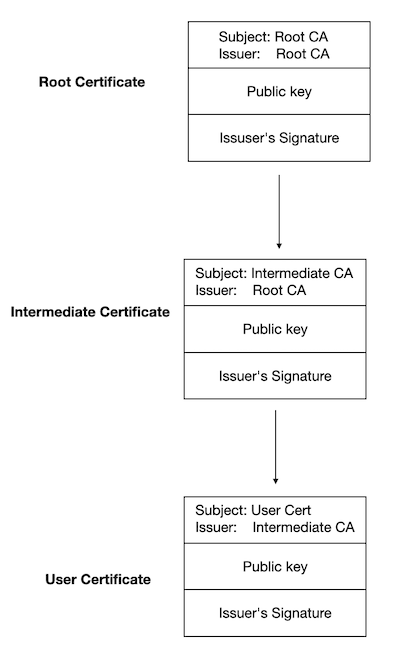 Subject: Root CA
Issuer: Root CA
Root Certificate
Public key
Issuser's Signature
Subject: Intermediate CA
Issuer: Root CA
Intermediate Certificate
Public key
Issuer's Signature
Subject: User Cert
Issuer: Intermediate CA
User Certificate
Public key
Issuer's Signature